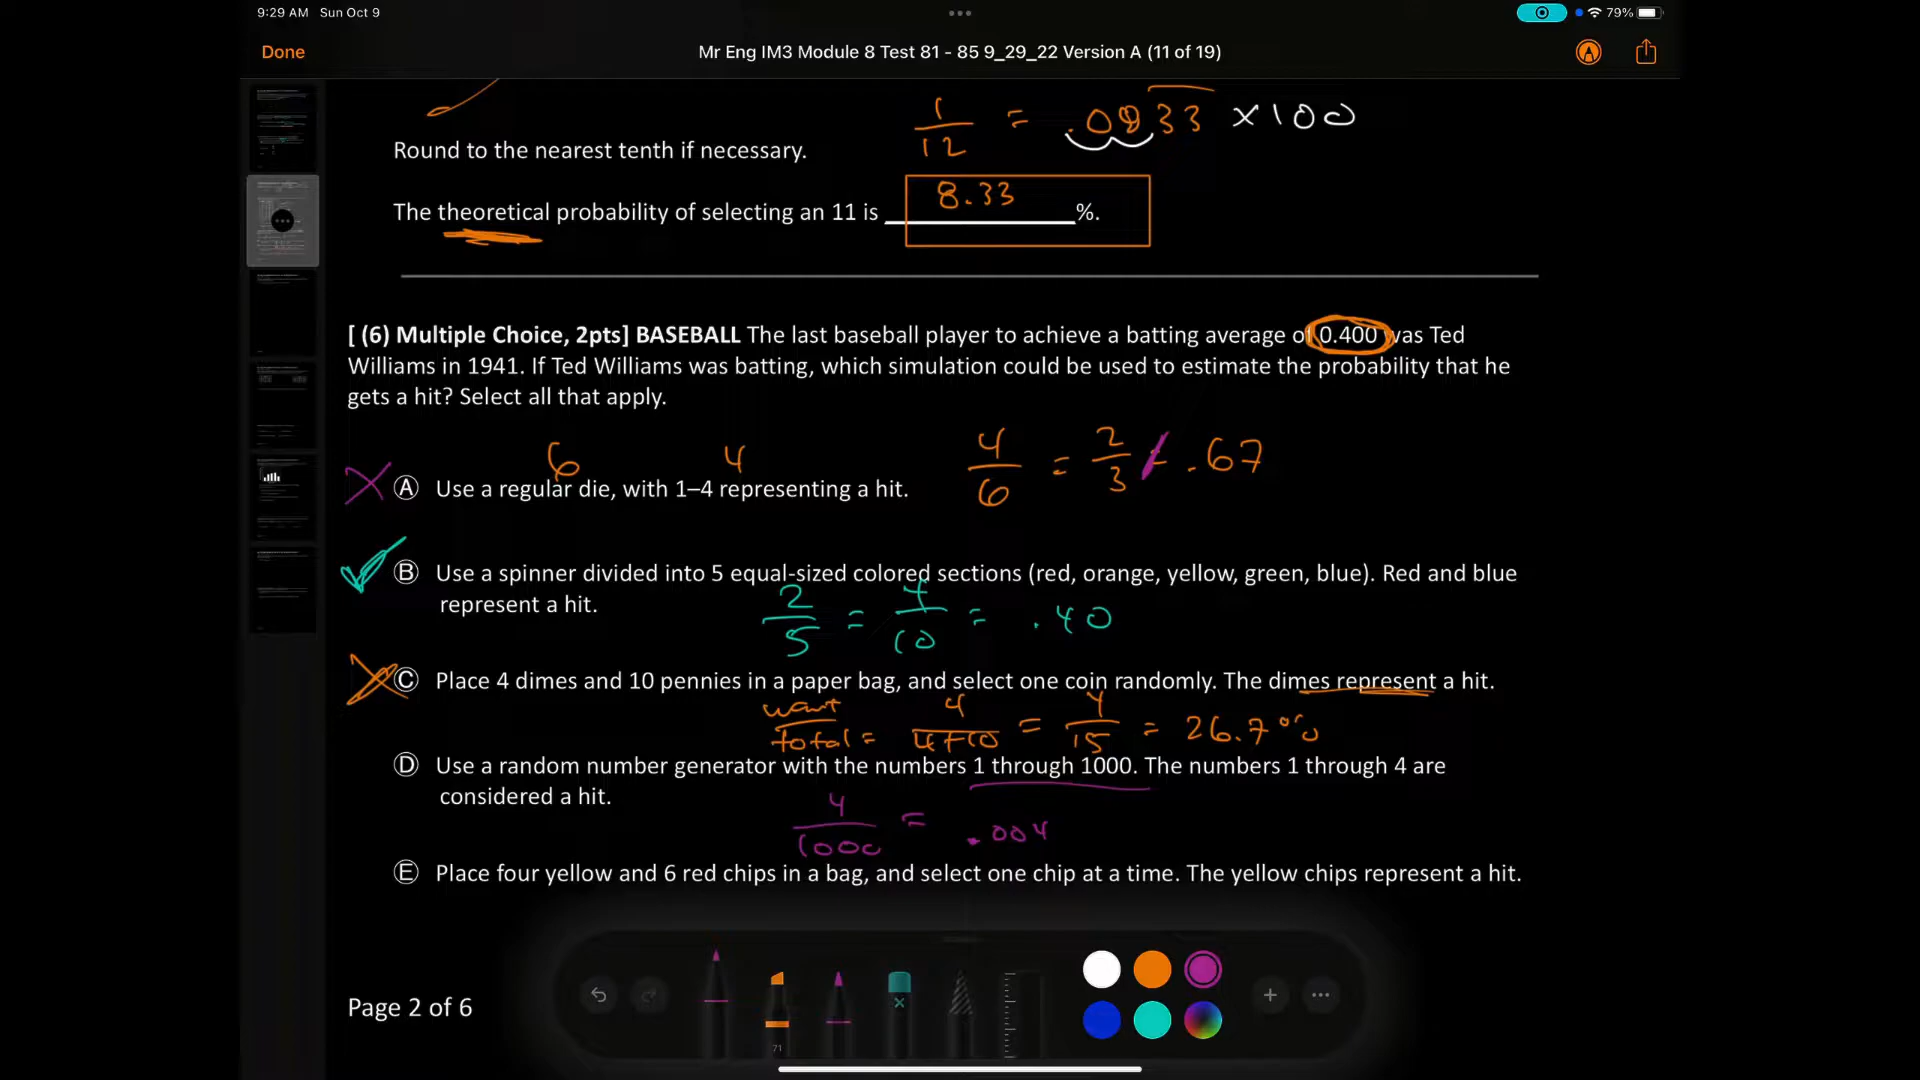 9:29 AM Sun Oct 9
79%
Done
Mr Eng IM3 Module 8 Test 81 - 85 9_29_22 Version A (11 of 19)
1/12 = .0833 ×100
Round to the nearest tenth if necessary.
8.33
The theoretical probability of selecting an 11 is ____________%.
[ (6) Multiple Choice, 2pts] BASEBALL The last baseball player to achieve a batting average of 0.400 was Ted
Williams in 1941. If Ted Williams was batting, which simulation could be used to estimate the probability that he
gets a hit? Select all that apply.
6 4 4/6 = 2/3 = .67
Ⓐ Use a regular die, with 1–4 representing a hit.
Ⓑ Use a spinner divided into 5 equal-sized colored sections (red, orange, yellow, green, blue). Red and blue
represent a hit.
2/5 = 4/10 = .40
Ⓒ Place 4 dimes and 10 pennies in a paper bag, and select one coin randomly. The dimes represent a hit.
want/total = 4/4+10 = 4/15 = 26.7%
Ⓓ Use a random number generator with the numbers 1 through 1000. The numbers 1 through 4 are
considered a hit.
4/1000 = .004
Ⓔ Place four yellow and 6 red chips in a bag, and select one chip at a time. The yellow chips represent a hit.
Page 2 of 6
71